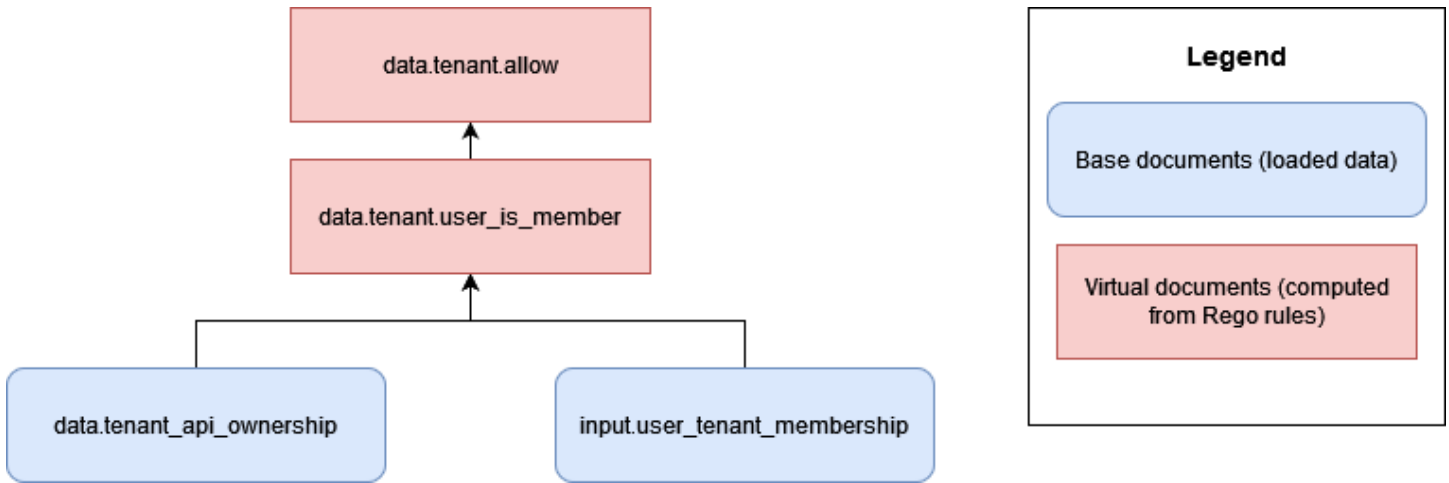 data.tenant.allow
data.tenant.user_is_member
data.tenant_api_ownership
input.user_tenant_membership
Legend
Base documents (loaded data)
Virtual documents (computed
from Rego rules)